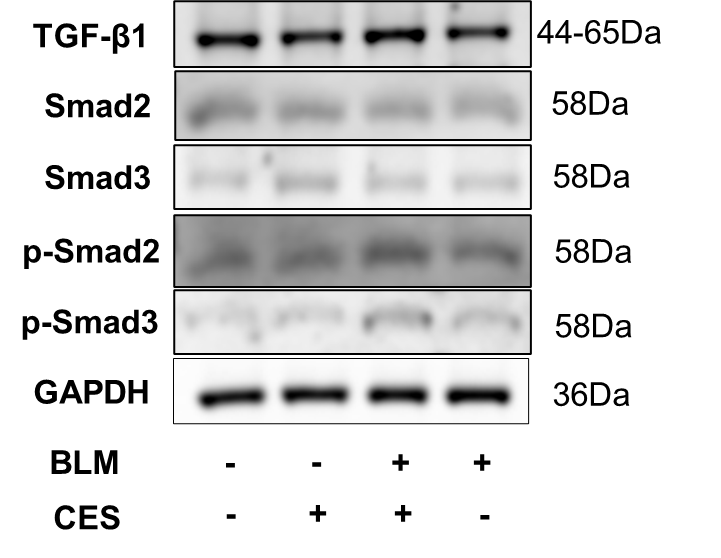 TGF-β1 44-65Da
Smad2 58Da
Smad3 58Da
p-Smad2 58Da
p-Smad3 58Da
GAPDH 36Da
BLM - - + +
CES - + + -